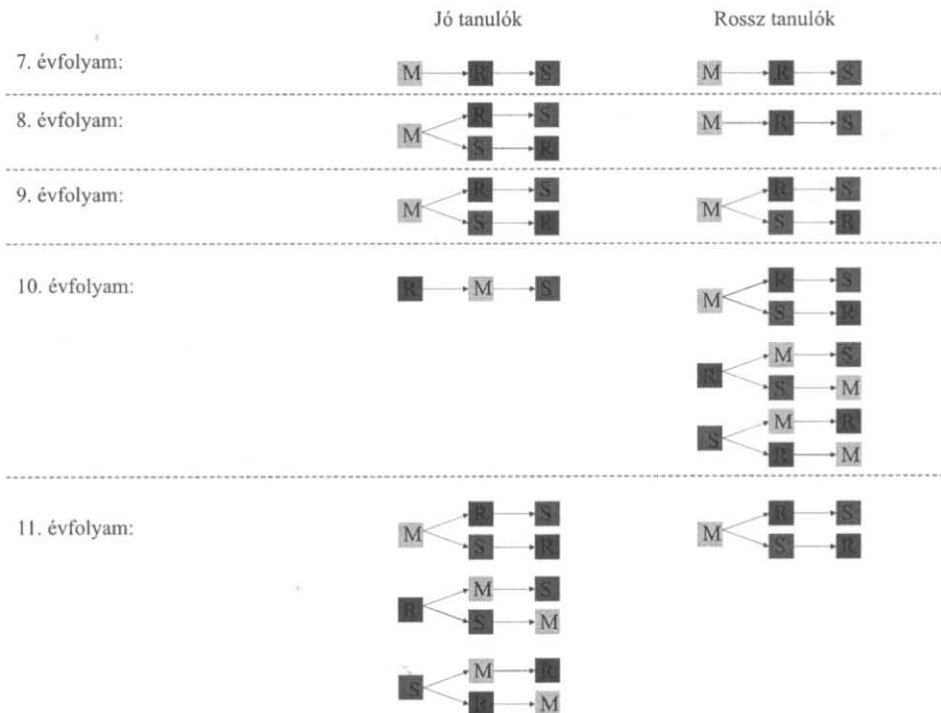 Jó tanulók Rossz tanulók
7. évfolyam: M R S M R S
8. évfolyam: M R S M R S
S R
9. évfolyam: M R S M R S
S R S R
10. évfolyam: R M S M R S
S R
R M S
S M
S M R
R M
11. évfolyam: M R S M R S
S R S R
R M S
S M
S M R
R M